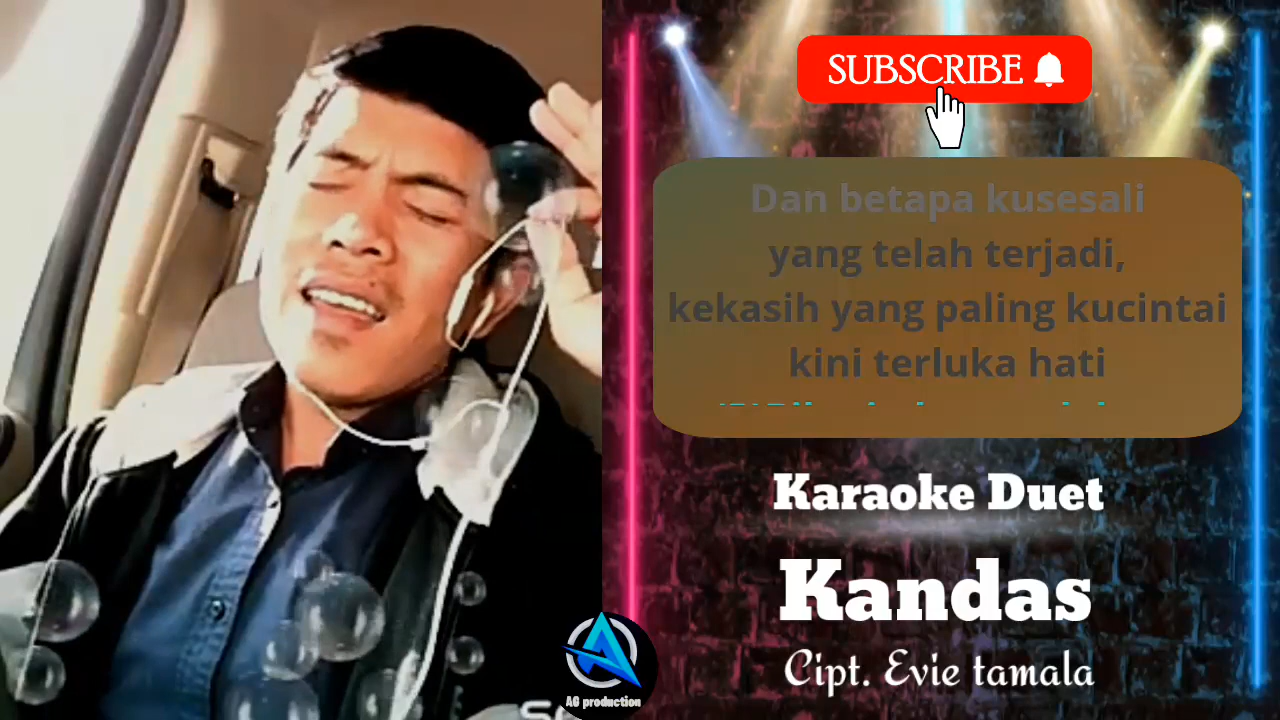 SUBSCRIBE
Dan betapa kusesali
yang telah terjadi,
kekasih yang paling kucintai
kini terluka hati
Karaoke Duet
Kandas
Cipt. Evie tamala
AG production